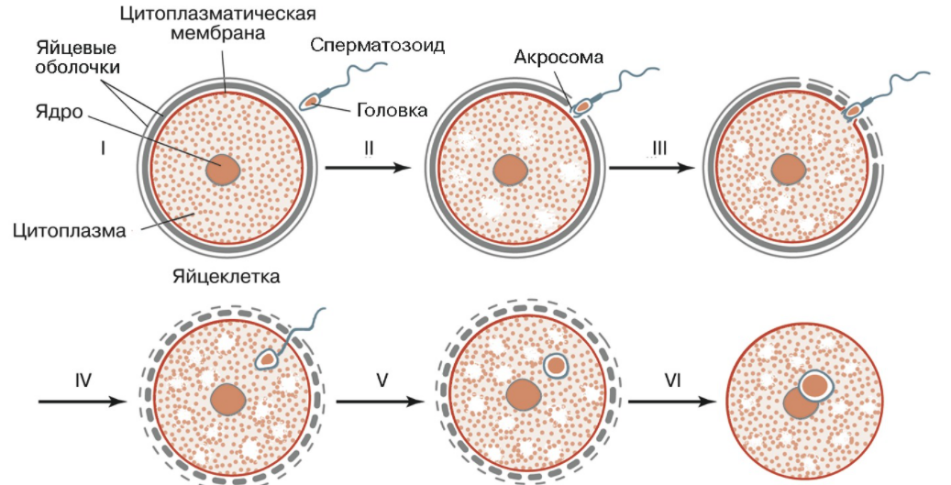 Цитоплазматическая
мембрана
Яйцевые
оболочки
Сперматозоид
Акросома
Ядро
Головка
I
II
III
Цитоплазма
Яйцеклетка
IV
V
VI